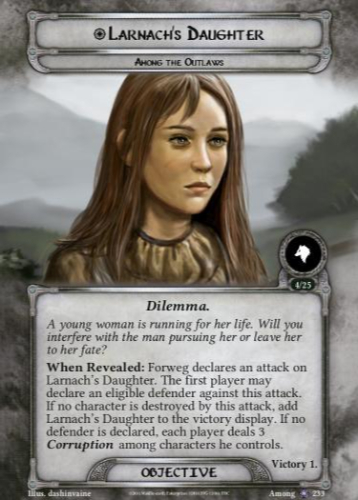 LARNACH'S DAUGHTER
AMONG THE OUTLAWS
4/25
Dilemma.
A young woman is running for her life. Will you
interfere with the man pursuing her or leave her
to her fate?
When Revealed: Forweg declares an attack on
Larnach's Daughter. The first player may
declare an eligible defender against this attack.
If no character is destroyed by this attack, add
Larnach's Daughter to the victory display. If no
defender is declared, each player deals 3
Corruption among characters he controls.
Victory 1.
OBJECTIVE
Illus. dashinvaine
Among 233